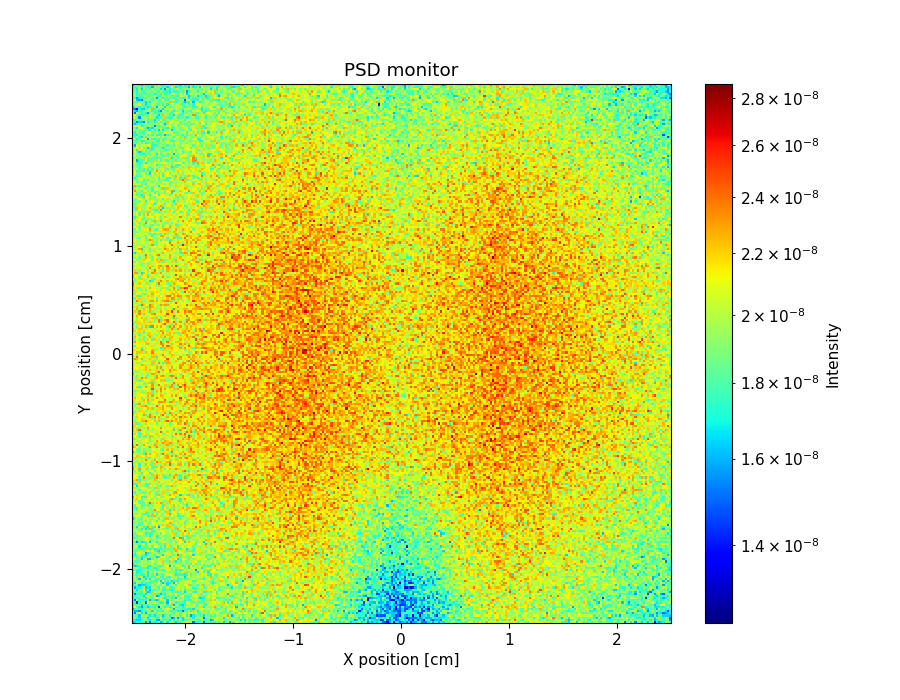 PSD monitor
Y  position [cm]
2
1
0
−1
−2
−2
−1
0
1
2
X position [cm]
2.8 × 10⁻⁸
2.6 × 10⁻⁸
2.4 × 10⁻⁸
2.2 × 10⁻⁸
2 × 10⁻⁸
1.8 × 10⁻⁸
1.6 × 10⁻⁸
1.4 × 10⁻⁸
Intensity